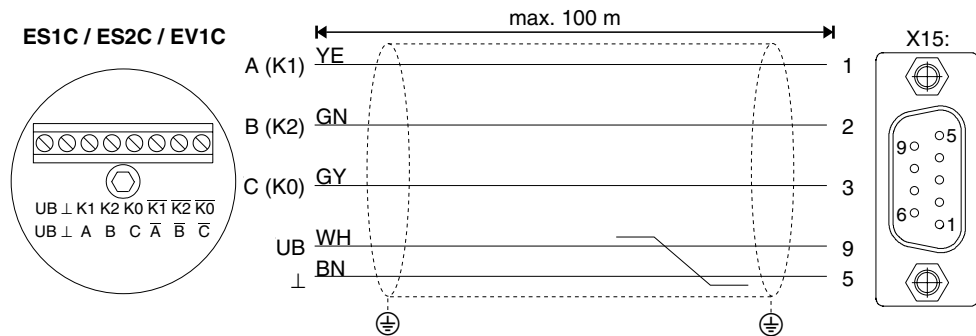 max. 100 m
ES1C / ES2C / EV1C
X15:
A (K1) YE 1
B (K2) GN 2
C (K0) GY 3
UB WH 9
⊥ BN 5
UB ⊥ K1 K2 K0 K̅1̅ K̅2̅ K̅0̅
UB ⊥ A B C A̅ B̅ C̅
5
9
6
1